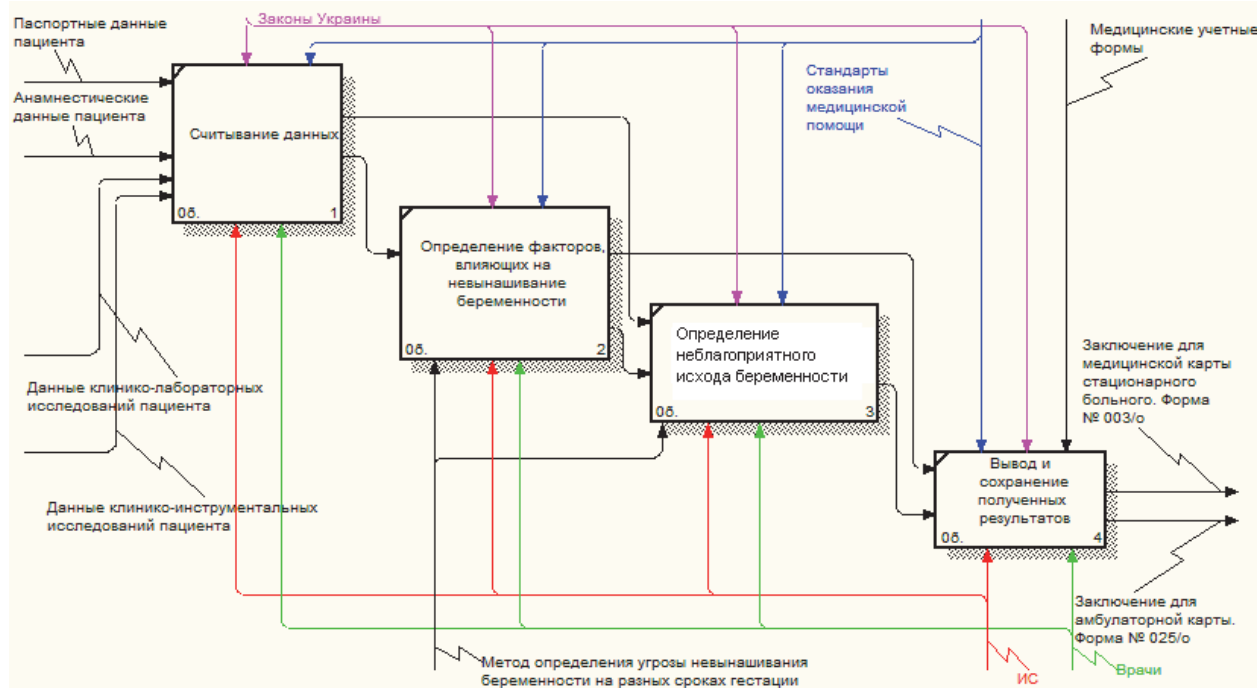 Паспортные данные
пациента
Законы Украины
Медицинские учетные
формы
Анамнестические
данные пациента
Стандарты
оказания
медицинской
помощи
Считывание данных
0б.
1
Определение факторов,
влияющих на
невынашивание
беременности
0б.
2
Определение
неблагоприятного
исхода беременности
0б.
3
Данные клинико-лабораторных
исследований пациента
Заключение для
медицинской карты
стационарного
больного. Форма
№ 003/о
Вывод и
сохранение
полученных
результатов
0б.
4
Данные клинико-инструментальных
исследований пациента
Заключение для
амбулаторной карты.
Форма № 025/о
Метод определения угрозы невынашивания
беременности на разных сроках гестации
ИС
Врачи